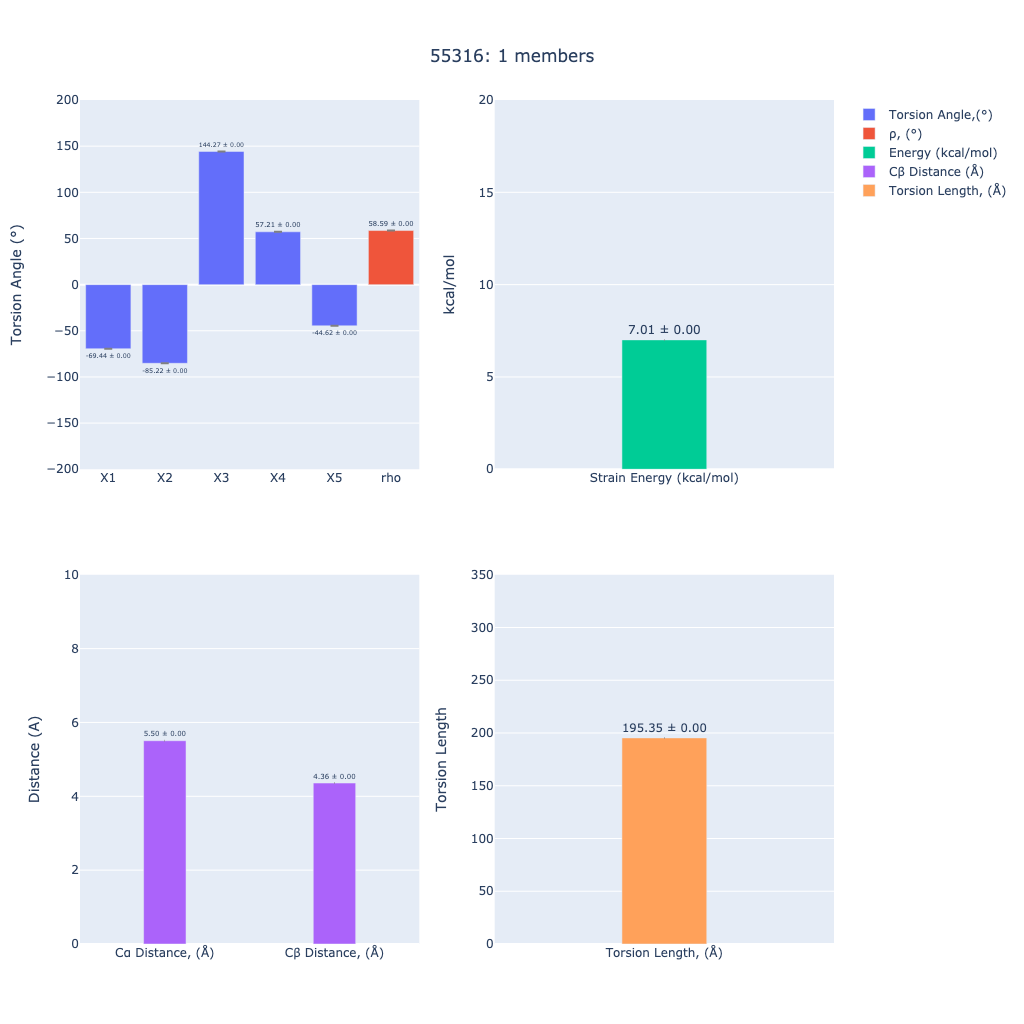 55316: 1 members
Torsion Angle (°)
200
150
100
50
0
−50
−100
−150
−200
144.27 ± 0.00
57.21 ± 0.00
58.59 ± 0.00
-69.44 ± 0.00
-85.22 ± 0.00
-44.62 ± 0.00
X1 X2 X3 X4 X5 rho
kcal/mol
20
15
10
5
0
7.01 ± 0.00
Strain Energy (kcal/mol)
Torsion Angle,(°)
ρ, (°)
Energy (kcal/mol)
Cβ Distance (Å)
Torsion Length, (Å)
Distance (A)
10
8
6
4
2
0
5.50 ± 0.00
4.36 ± 0.00
Cα Distance, (Å) Cβ Distance, (Å)
Torsion Length
350
300
250
200
150
100
50
0
195.35 ± 0.00
Torsion Length, (Å)